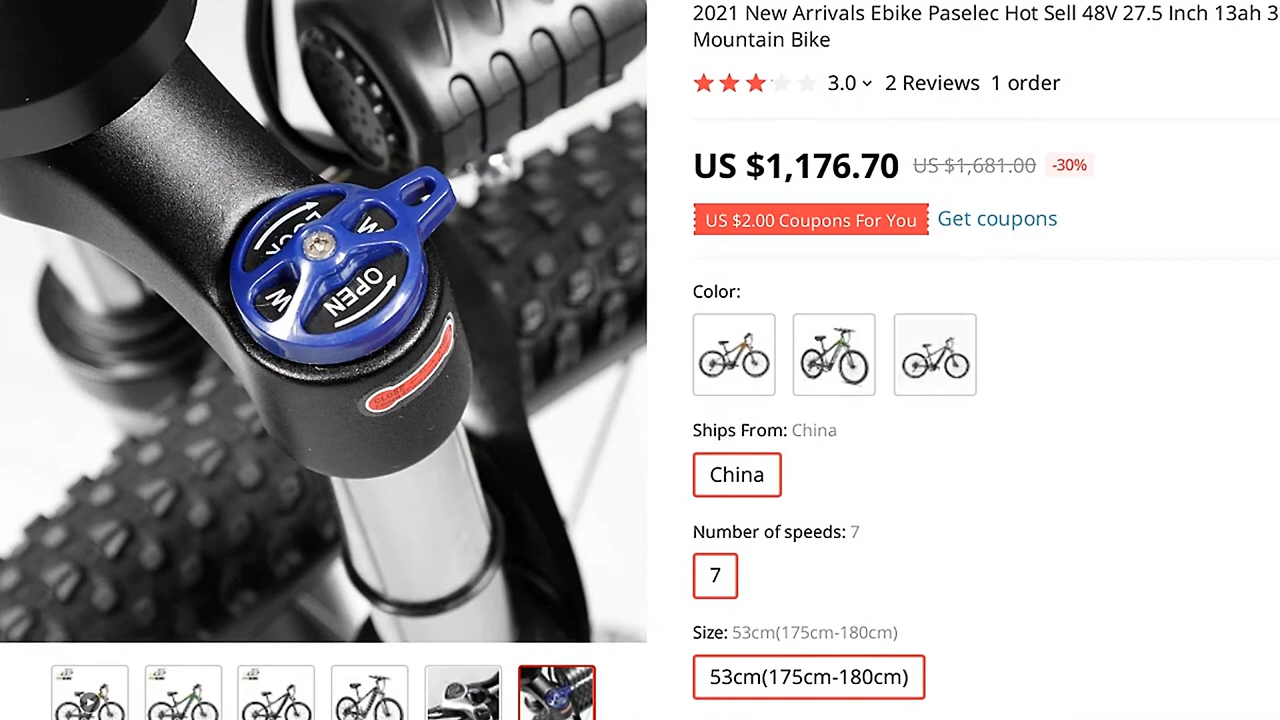 2021 New Arrivals Ebike Paselec Hot Sell 48V 27.5 Inch 13ah 3
Mountain Bike
3.0 2 Reviews 1 order
US $1,176.70 US $1,681.00 -30%
US $2.00 Coupons For You Get coupons
LOCK
OPEN
Color:
Ships From: China
China
Number of speeds: 7
7
Size: 53cm(175cm-180cm)
53cm(175cm-180cm)